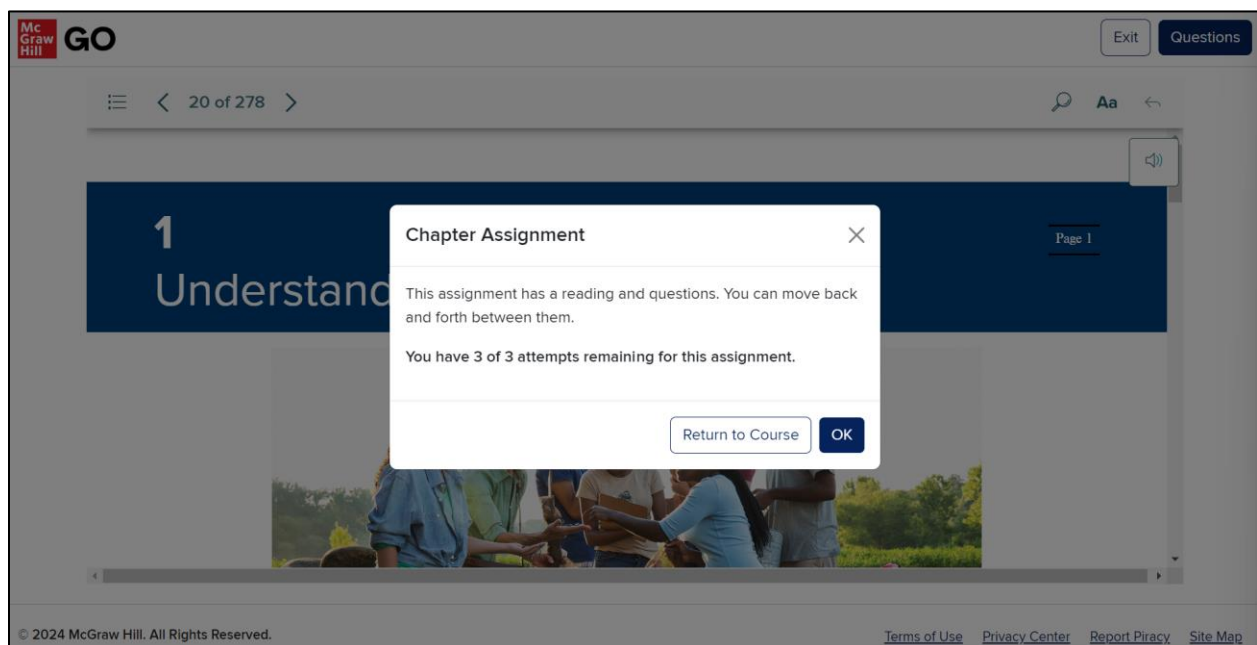 Mc
Graw
Hill
GO
Exit
Questions
20 of 278
Aa
1
Page 1
Understand
Chapter Assignment
This assignment has a reading and questions. You can move back
and forth between them.
You have 3 of 3 attempts remaining for this assignment.
Return to Course
OK
© 2024 McGraw Hill. All Rights Reserved.
Terms of Use Privacy Center Report Piracy Site Map